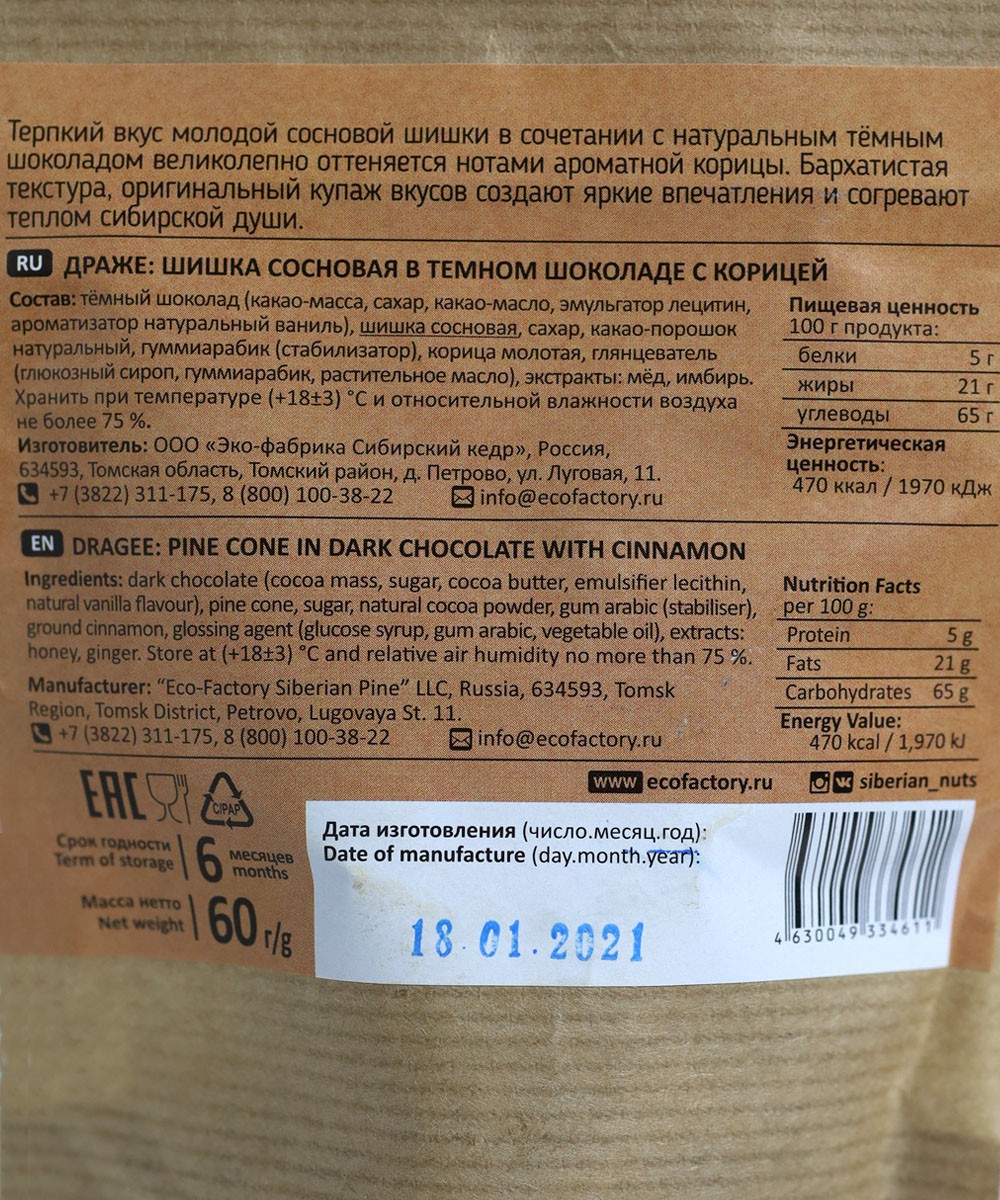 Терпкий вкус молодой сосновой шишки в сочетании с натуральным тёмным
шоколадом великолепно оттеняется нотами ароматной корицы. Бархатистая
текстура, оригинальный купаж вкусов создают яркие впечатления и согревают
теплом сибирской души.
RU ДРАЖЕ: ШИШКА СОСНОВАЯ В ТЕМНОМ ШОКОЛАДЕ С КОРИЦЕЙ
Состав: тёмный шоколад (какао-масса, сахар, какао-масло, эмульгатор лецитин,
ароматизатор натуральный ваниль), шишка сосновая, сахар, какао-порошок
натуральный, гуммиарабик (стабилизатор), корица молотая, глянцеватель
(глюкозный сироп, гуммиарабик, растительное масло), экстракты: мёд, имбирь.
Хранить при температуре (+18±3) °С и относительной влажности воздуха
не более 75 %.
Изготовитель: ООО «Эко-фабрика Сибирский кедр», Россия,
634593, Томская область, Томский район, д. Петрово, ул. Луговая, 11.
+7 (3822) 311-175, 8 (800) 100-38-22 info@ecofactory.ru
Пищевая ценность
100 г продукта:
белки 5 г
жиры 21 г
углеводы 65 г
Энергетическая
ценность:
470 ккал / 1970 кДж
EN DRAGEE: PINE CONE IN DARK CHOCOLATE WITH CINNAMON
Ingredients: dark chocolate (cocoa mass, sugar, cocoa butter, emulsifier lecithin,
natural vanilla flavour), pine cone, sugar, natural cocoa powder, gum arabic (stabiliser),
ground cinnamon, glossing agent (glucose syrup, gum arabic, vegetable oil), extracts:
honey, ginger. Store at (+18±3) °C and relative air humidity no more than 75 %.
Manufacturer: “Eco-Factory Siberian Pine” LLC, Russia, 634593, Tomsk
Region, Tomsk District, Petrovo, Lugovaya St. 11.
+7 (3822) 311-175, 8 (800) 100-38-22 info@ecofactory.ru
Nutrition Facts
per 100 g:
Protein 5 g
Fats 21 g
Carbohydrates 65 g
Energy Value:
470 kcal / 1,970 kJ
www ecofactory.ru siberian_nuts
EAC
C/PAP
Срок годности
Term of storage
6 месяцев
months
Масса нетто
Net weight
60 г/g
Дата изготовления (число.месяц.год):
Date of manufacture (day.month.year):
18.01.2021
4 630049 334611